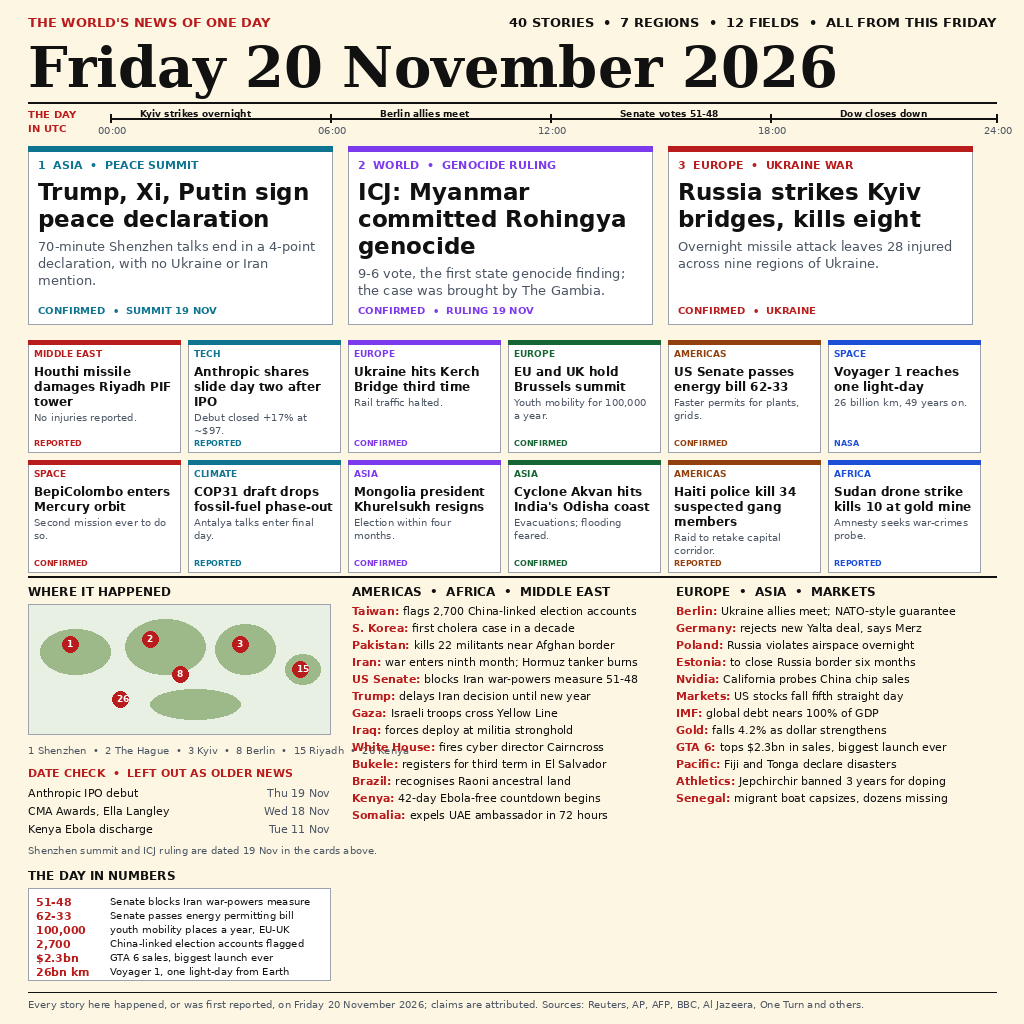 THE WORLD'S NEWS OF ONE DAY
40 STORIES • 7 REGIONS • 12 FIELDS • ALL FROM THIS FRIDAY
Friday 20 November 2026
THE DAY
IN UTC
Kyiv strikes overnight
Berlin allies meet
Senate votes 51-48
Dow closes down
00:00
06:00
12:00
18:00
24:00
1 ASIA • PEACE SUMMIT
Trump, Xi, Putin sign
peace declaration
70-minute Shenzhen talks end in a 4-point
declaration, with no Ukraine or Iran
mention.
CONFIRMED • SUMMIT 19 NOV
2 WORLD • GENOCIDE RULING
ICJ: Myanmar
committed Rohingya
genocide
9-6 vote, the first state genocide finding;
the case was brought by The Gambia.
CONFIRMED • RULING 19 NOV
3 EUROPE • UKRAINE WAR
Russia strikes Kyiv
bridges, kills eight
Overnight missile attack leaves 28 injured
across nine regions of Ukraine.
CONFIRMED • UKRAINE
MIDDLE EAST
Houthi missile
damages Riyadh PIF
tower
No injuries reported.
REPORTED
TECH
Anthropic shares
slide day two after
IPO
Debut closed +17% at
~$97.
REPORTED
EUROPE
Ukraine hits Kerch
Bridge third time
Rail traffic halted.
CONFIRMED
EUROPE
EU and UK hold
Brussels summit
Youth mobility for 100,000
a year.
CONFIRMED
AMERICAS
US Senate passes
energy bill 62-33
Faster permits for plants,
grids.
CONFIRMED
SPACE
Voyager 1 reaches
one light-day
26 billion km, 49 years on.
NASA
SPACE
BepiColombo enters
Mercury orbit
Second mission ever to do
so.
CONFIRMED
CLIMATE
COP31 draft drops
fossil-fuel phase-out
Antalya talks enter final
day.
REPORTED
ASIA
Mongolia president
Khurelsukh resigns
Election within four
months.
CONFIRMED
ASIA
Cyclone Akvan hits
India's Odisha coast
Evacuations; flooding
feared.
CONFIRMED
AMERICAS
Haiti police kill 34
suspected gang
members
Raid to retake capital
corridor.
REPORTED
AFRICA
Sudan drone strike
kills 10 at gold mine
Amnesty seeks war-crimes
probe.
REPORTED
WHERE IT HAPPENED
1
2
3
8
15
26
1 Shenzhen • 2 The Hague • 3 Kyiv • 8 Berlin • 15 Riyadh • 26 Kenya
DATE CHECK • LEFT OUT AS OLDER NEWS
Anthropic IPO debut Thu 19 Nov
CMA Awards, Ella Langley Wed 18 Nov
Kenya Ebola discharge Tue 11 Nov
Shenzhen summit and ICJ ruling are dated 19 Nov in the cards above.
THE DAY IN NUMBERS
51-48 Senate blocks Iran war-powers measure
62-33 Senate passes energy permitting bill
100,000 youth mobility places a year, EU-UK
2,700 China-linked election accounts flagged
$2.3bn GTA 6 sales, biggest launch ever
26bn km Voyager 1, one light-day from Earth
AMERICAS • AFRICA • MIDDLE EAST
Taiwan: flags 2,700 China-linked election accounts
S. Korea: first cholera case in a decade
Pakistan: kills 22 militants near Afghan border
Iran: war enters ninth month; Hormuz tanker burns
US Senate: blocks Iran war-powers measure 51-48
Trump: delays Iran decision until new year
Gaza: Israeli troops cross Yellow Line
Iraq: forces deploy at militia stronghold
White House: fires cyber director Cairncross
Bukele: registers for third term in El Salvador
Brazil: recognises Raoni ancestral land
Kenya: 42-day Ebola-free countdown begins
Somalia: expels UAE ambassador in 72 hours
EUROPE • ASIA • MARKETS
Berlin: Ukraine allies meet; NATO-style guarantee
Germany: rejects new Yalta deal, says Merz
Poland: Russia violates airspace overnight
Estonia: to close Russia border six months
Nvidia: California probes China chip sales
Markets: US stocks fall fifth straight day
IMF: global debt nears 100% of GDP
Gold: falls 4.2% as dollar strengthens
GTA 6: tops $2.3bn in sales, biggest launch ever
Pacific: Fiji and Tonga declare disasters
Athletics: Jepchirchir banned 3 years for doping
Senegal: migrant boat capsizes, dozens missing
Every story here happened, or was first reported, on Friday 20 November 2026; claims are attributed. Sources: Reuters, AP, AFP, BBC, Al Jazeera, One Turn and others.